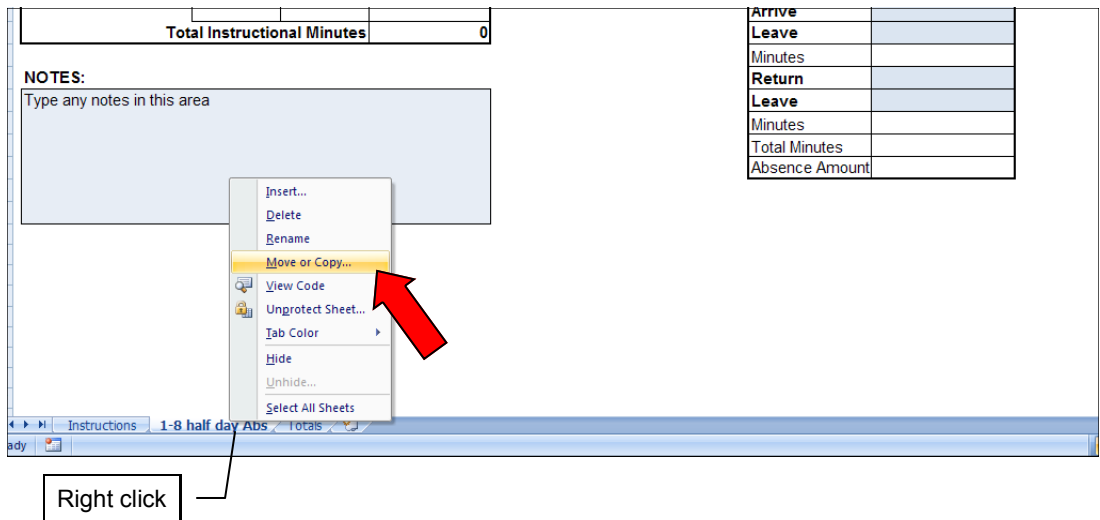 Total Instructional Minutes 0
NOTES:
Type any notes in this area
Arrive
Leave
Minutes
Return
Leave
Minutes
Total Minutes
Absence Amount
Insert...
Delete
Rename
Move or Copy...
View Code
Unprotect Sheet...
Tab Color
Hide
Unhide...
Select All Sheets
Instructions 1-8 half day Abs Totals
ady
Right click